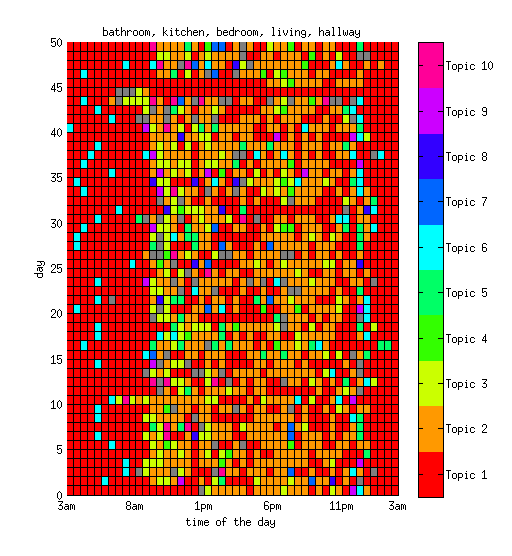 bathroom, kitchen, bedroom, living, hallway
50
45
40
35
30
25
20
15
10
5
0
day
3am 8am 1pm 6pm 11pm 3am
time of the day
Topic 10
Topic 9
Topic 8
Topic 7
Topic 6
Topic 5
Topic 4
Topic 3
Topic 2
Topic 1